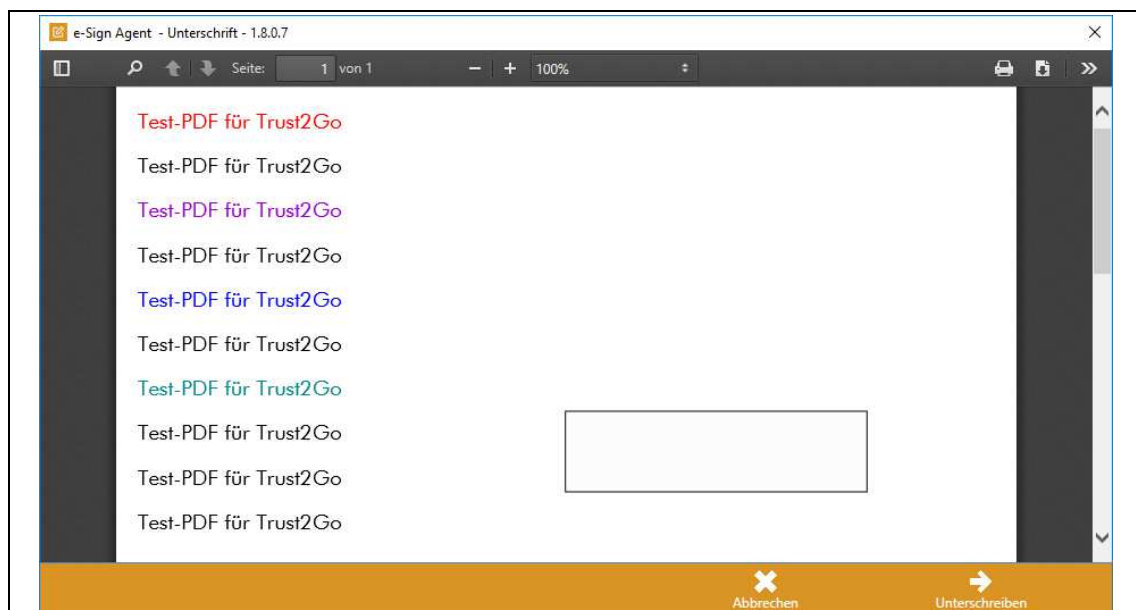 e-Sign Agent - Unterschrift - 1.8.0.7
Seite: 1 von 1 100%
Test-PDF für Trust2Go
Test-PDF für Trust2Go
Test-PDF für Trust2Go
Test-PDF für Trust2Go
Test-PDF für Trust2Go
Test-PDF für Trust2Go
Test-PDF für Trust2Go
Test-PDF für Trust2Go
Test-PDF für Trust2Go
Test-PDF für Trust2Go
Abbrechen Unterschreiben